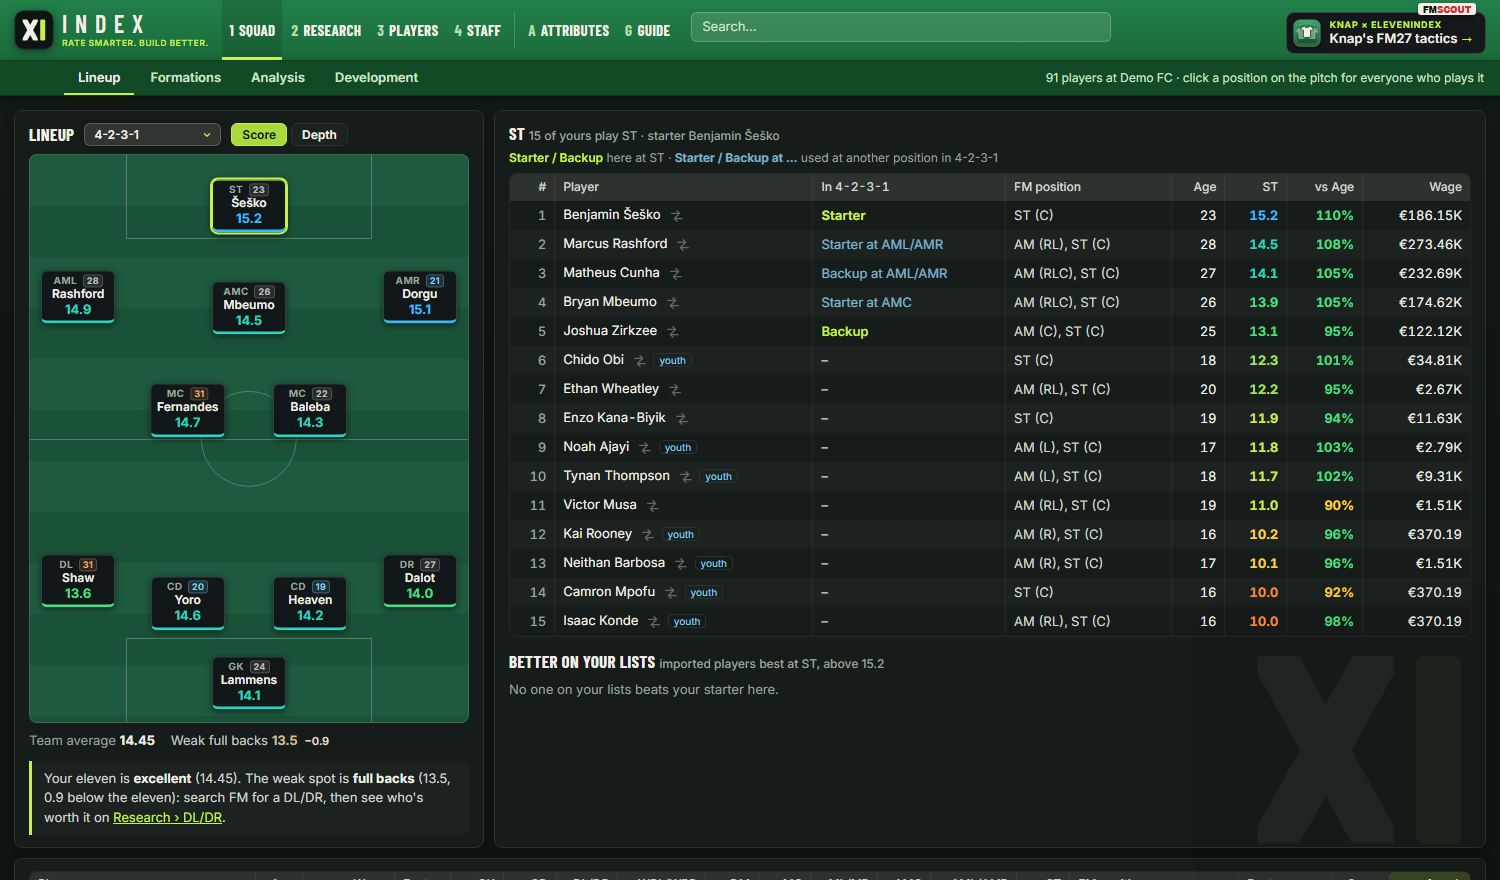 XI INDEX
RATE SMARTER. BUILD BETTER.
1 SQUAD
2 RESEARCH
3 PLAYERS
4 STAFF
A ATTRIBUTES
G GUIDE
Search...
FMSCOUT
KNAP × ELEVENINDEX
Knap's FM27 tactics →
Lineup
Formations
Analysis
Development
91 players at Demo FC · click a position on the pitch for everyone who plays it
LINEUP
4-2-3-1
Score
Depth
ST 23
Šeško
15.2
AML 28
Rashford
14.9
AMC 26
Mbeumo
14.5
AMR 21
Dorgu
15.1
MC 31
Fernandes
14.7
MC 22
Baleba
14.3
DL 31
Shaw
13.6
CD 20
Yoro
14.6
CD 19
Heaven
14.2
DR 27
Dalot
14.0
GK 24
Lammens
14.1
Team average 14.45 Weak full backs 13.5 −0.9
Your eleven is excellent (14.45). The weak spot is full backs (13.5,
0.9 below the eleven): search FM for a DL/DR, then see who's
worth it on Research › DL/DR.
ST 15 of yours play ST · starter Benjamin Šeško
Starter / Backup here at ST · Starter / Backup at ... used at another position in 4-2-3-1
# Player In 4-2-3-1 FM position Age ST vs Age Wage
1 Benjamin Šeško Starter ST (C) 23 15.2 110% €186.15K
2 Marcus Rashford Starter at AML/AMR AM (RL), ST (C) 28 14.5 108% €273.46K
3 Matheus Cunha Backup at AML/AMR AM (RLC), ST (C) 27 14.1 105% €232.69K
4 Bryan Mbeumo Starter at AMC AM (RLC), ST (C) 26 13.9 105% €174.62K
5 Joshua Zirkzee Backup AM (C), ST (C) 25 13.1 95% €122.12K
6 Chido Obi youth – ST (C) 18 12.3 101% €34.81K
7 Ethan Wheatley – AM (RL), ST (C) 20 12.2 95% €2.67K
8 Enzo Kana-Biyik – ST (C) 19 11.9 94% €11.63K
9 Noah Ajayi youth – AM (L), ST (C) 17 11.8 103% €2.79K
10 Tynan Thompson youth – AM (L), ST (C) 18 11.7 102% €9.31K
11 Victor Musa – AM (RL), ST (C) 19 11.0 90% €1.51K
12 Kai Rooney youth – AM (R), ST (C) 16 10.2 96% €370.19
13 Neithan Barbosa youth – AM (R), ST (C) 17 10.1 96% €1.51K
14 Camron Mpofu youth – ST (C) 16 10.0 92% €370.19
15 Isaac Konde youth – AM (RL), ST (C) 16 10.0 98% €370.19
BETTER ON YOUR LISTS imported players best at ST, above 15.2
No one on your lists beats your starter here.
XI